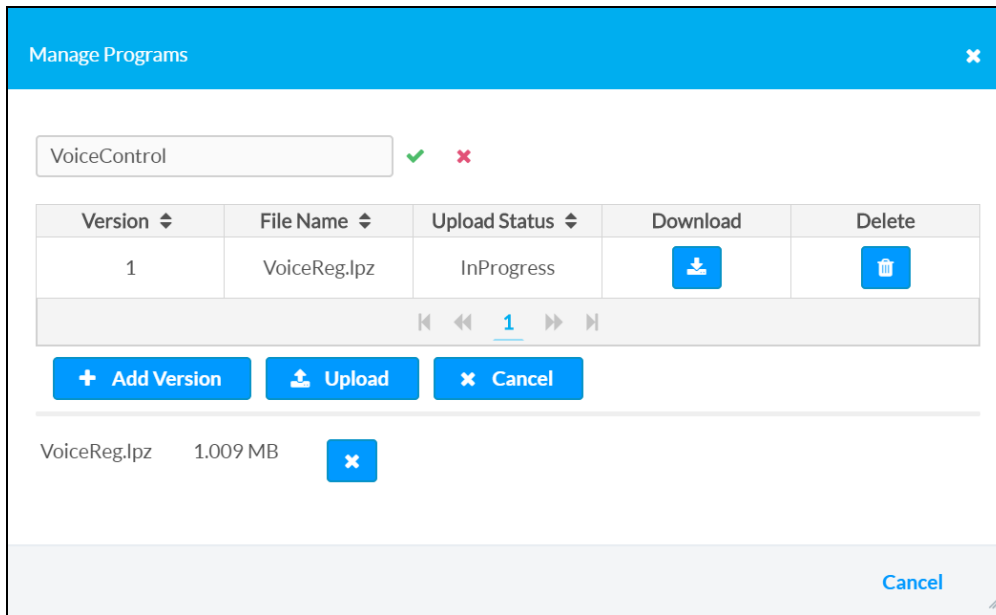 Manage Programs
VoiceControl
Version File Name Upload Status Download Delete
1 VoiceReg.lpz InProgress
1
Add Version Upload Cancel
VoiceReg.lpz 1.009 MB
Cancel